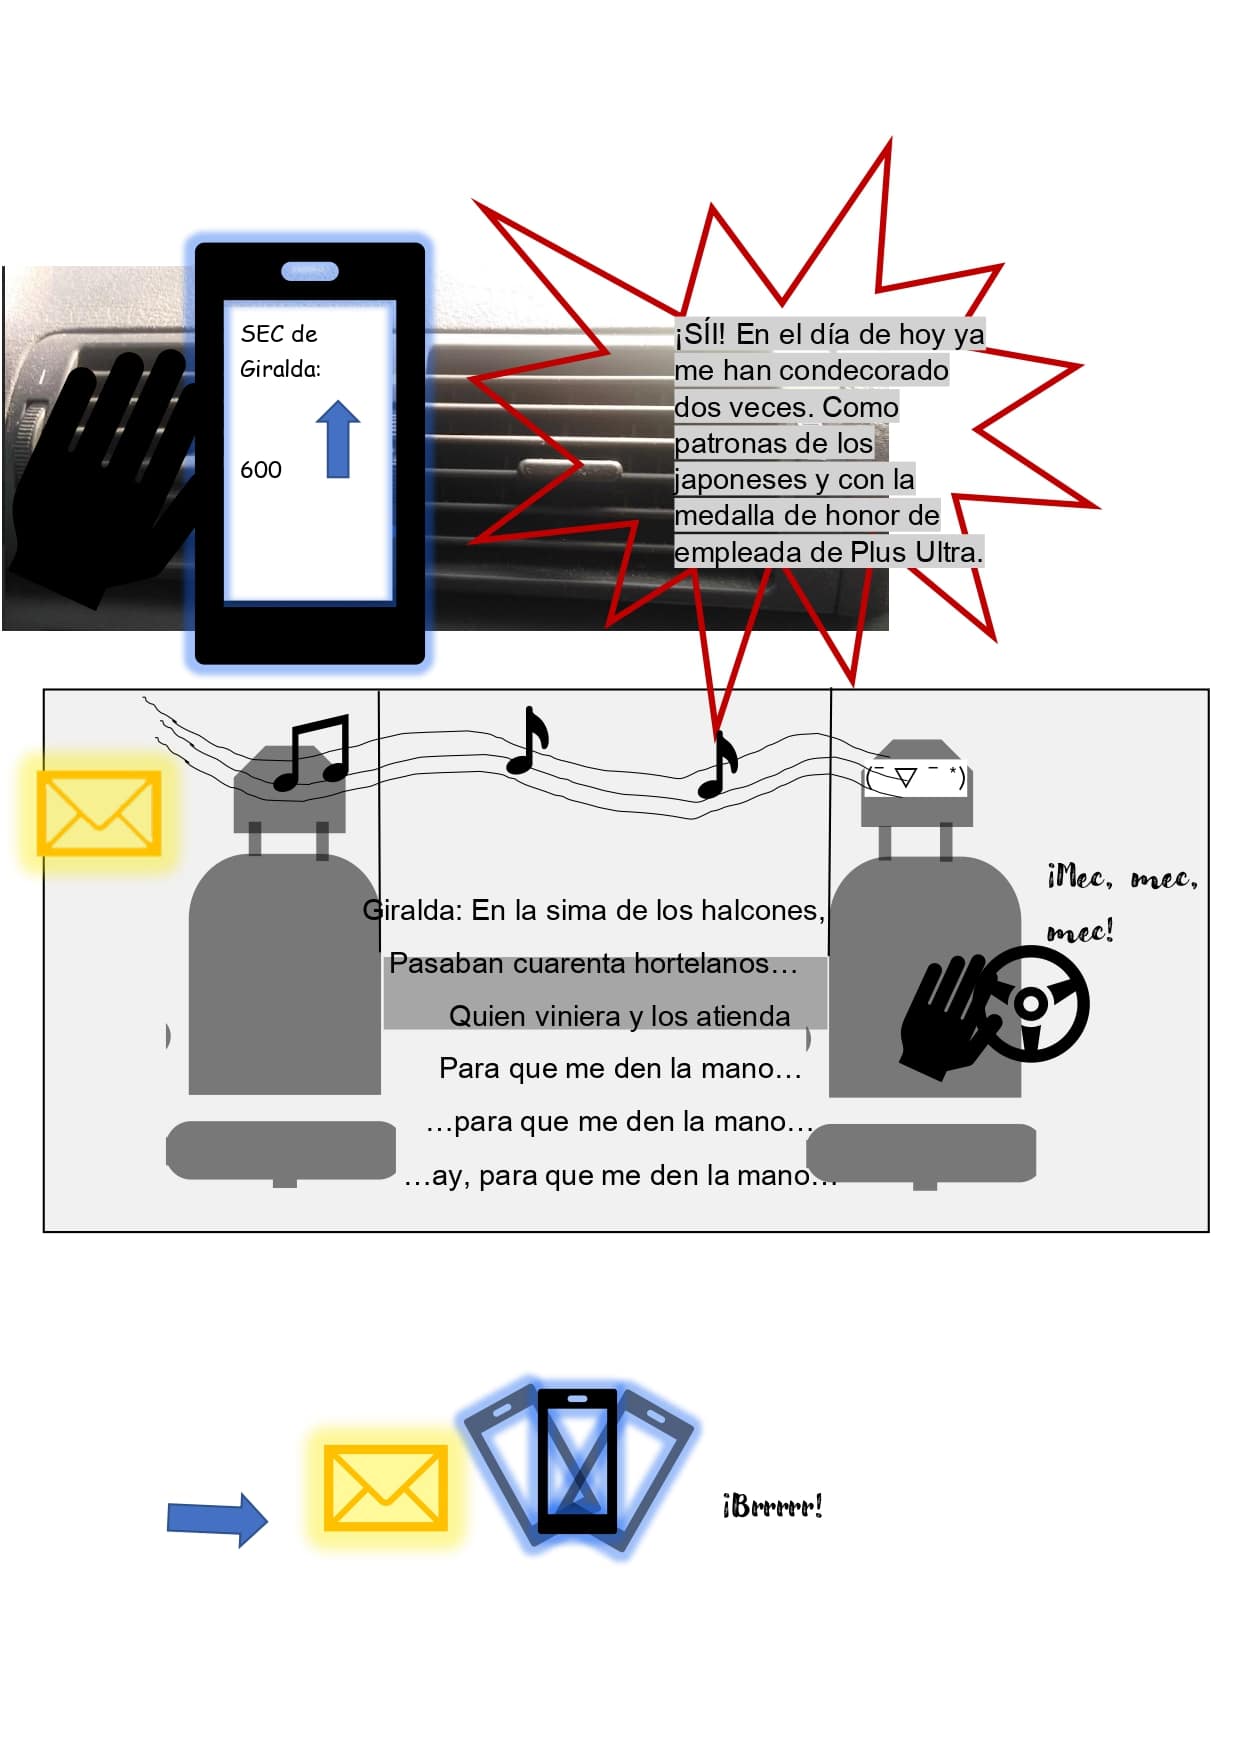 SEC de
Giralda:
600
¡SÍI! En el día de hoy ya
me han condecorado
dos veces. Como
patronas de los
japoneses y con la
medalla de honor de
empleada de Plus Ultra.
(¯ ▽ ¯ *)
¡Mec, mec,
mec!
Giralda: En la sima de los halcones,
Pasaban cuarenta hortelanos…
Quien viniera y los atienda
Para que me den la mano…
…para que me den la mano…
…ay, para que me den la mano…
¡Brrrrr!